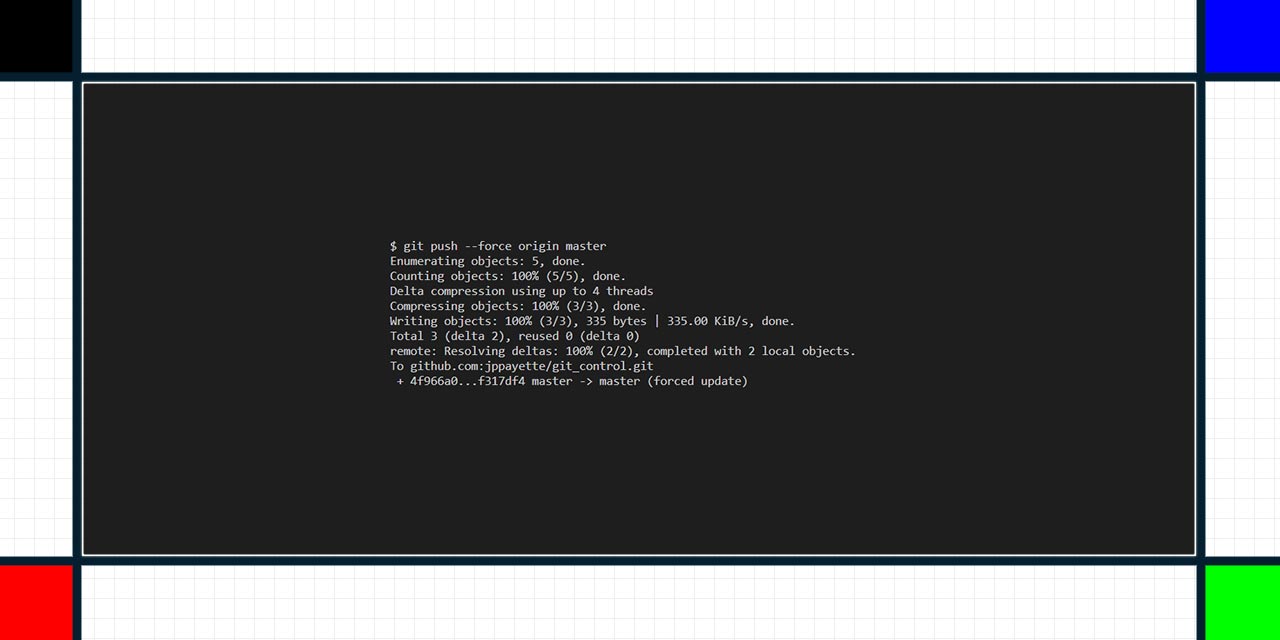 $ git push --force origin master
Enumerating objects: 5, done.
Counting objects: 100% (5/5), done.
Delta compression using up to 4 threads
Compressing objects: 100% (3/3), done.
Writing objects: 100% (3/3), 335 bytes | 335.00 KiB/s, done.
Total 3 (delta 2), reused 0 (delta 0)
remote: Resolving deltas: 100% (2/2), completed with 2 local objects.
To github.com:jppayette/git_control.git
 + 4f966a0...f317df4 master -> master (forced update)